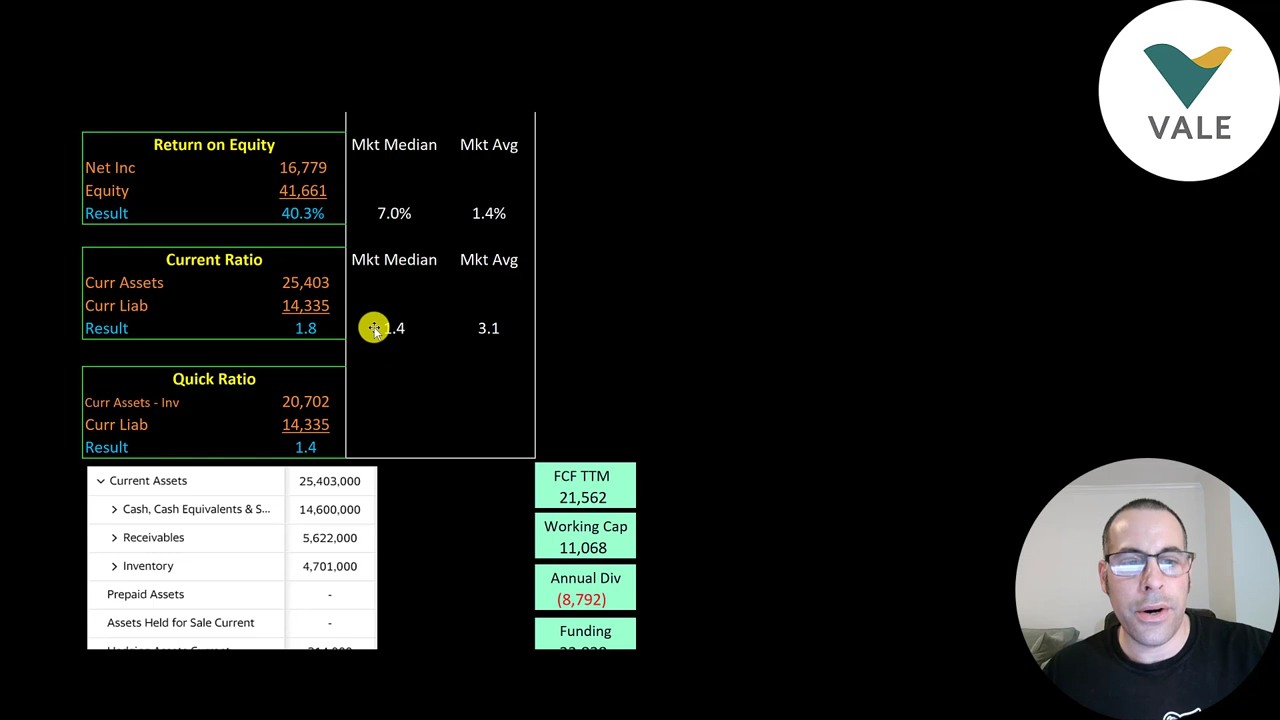 VALE
Return on Equity Mkt Median Mkt Avg
Net Inc 16,779
Equity 41,661
Result 40.3% 7.0% 1.4%
Current Ratio Mkt Median Mkt Avg
Curr Assets 25,403
Curr Liab 14,335
Result 1.8 1.4 3.1
Quick Ratio
Curr Assets - Inv 20,702
Curr Liab 14,335
Result 1.4
Current Assets 25,403,000
Cash, Cash Equivalents & S... 14,600,000
Receivables 5,622,000
Inventory 4,701,000
Prepaid Assets -
Assets Held for Sale Current -
FCF TTM
21,562
Working Cap
11,068
Annual Div
(8,792)
Funding